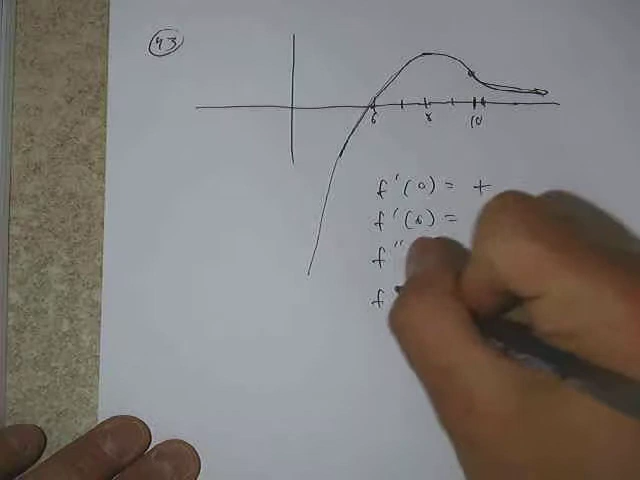 43
6 8 10
f'(0) = +
f'(6) =
f"
f